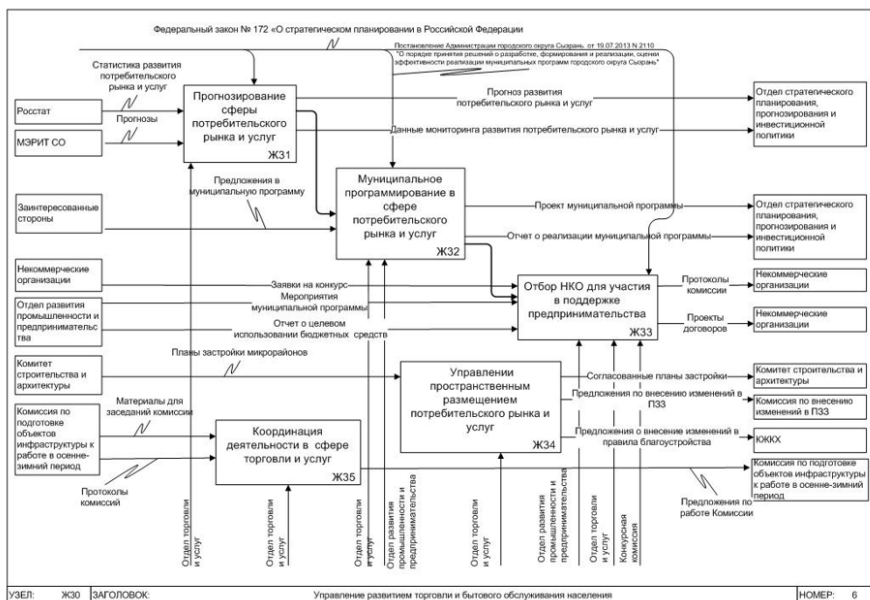 Федеральный закон № 172 «О стратегическом планировании в Российской Федерации
Постановление Администрации городского округа Сызрань. от 19.07.2013 N 2110
"О порядке принятия решений о разработке, формирования и реализации, оценки
эффективности реализации муниципальных программ городского округа Сызрань"
Статистика развития
потребительского
рынка и услуг
Росстат
Прогнозы
МЭРИТ СО
Прогнозирование
сферы
потребительского
рынка и услуг
Ж31
Прогноз развития
потребительского рынка и услуг
Данные мониторинга развития потребительского рынка и услуг
Отдел стратегического
планирования,
прогнозирования и
инвестиционной
политики
Предложения в
муниципальную программу
Заинтересованные
стороны
Муниципальное
программирование в
сфере
потребительского
рынка и услуг
Ж32
Проект муниципальной программы
Отчет о реализации муниципальной программы
Отдел стратегического
планирования,
прогнозирования и
инвестиционной
политики
Некоммерческие
организации
Заявки на конкурс
Отдел развития
промышленности и
предпринимательс
тва
Мероприятия
муниципальной программы
Отчет о целевом
использовании бюджетных средств
Отбор НКО для участия
в поддержке
предпринимательства
Ж33
Протоколы
комиссии
Некоммерческие
организации
Проекты
договоров
Некоммерческие
организации
Планы застройки микрорайонов
Комитет
строительства и
архитектуры
Управлении
пространственным
размещением
потребительского рынка и
услуг
Ж34
Согласованные планы застройки
Комитет строительства и
архитектуры
Предложения по внесению изменений в
ПЗЗ
Комиссия по внесению
изменений в ПЗЗ
Предложения о внесению изменений в
правила благоустройства
КЖКХ
Материалы для
заседаний комиссии
Комиссия по
подготовке
объектов
инфраструктуры к
работе в осенне-
зимний период
Протоколы
комиссий
Координация
деятельности в сфере
торговли и услуг
Ж35
Комиссия по подготовке
объектов инфраструктуры
к работе в осенне-зимний
период
Предложения по
работе Комиссии
Отдел торговли
и услуг
Отдел торговли
и услуг
Отдел торговли
и услуг
Отдел развития
промышленности и
предпринимательства
Отдел торговли
и услуг
Отдел развития
промышленности и
предпринимательства
Отдел торговли
и услуг
Конкурсная
комиссия
УЗЕЛ: Ж30 ЗАГОЛОВОК: Управление развитием торговли и бытового обслуживания населения НОМЕР: 6